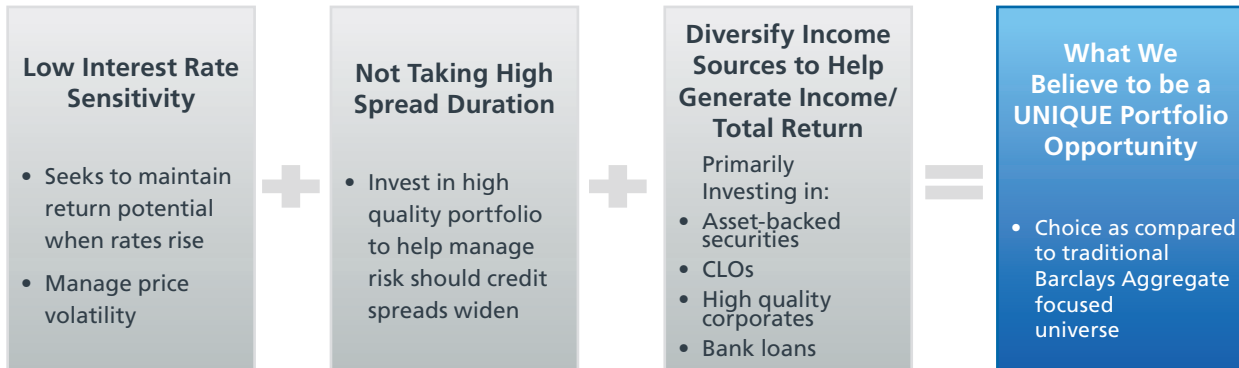 Low Interest Rate
Sensitivity
• Seeks to maintain
return potential
when rates rise
• Manage price
volatility
Not Taking High
Spread Duration
• Invest in high
quality portfolio
to help manage
risk should credit
spreads widen
Diversify Income
Sources to Help
Generate Income/
Total Return
Primarily
Investing in:
• Asset-backed
securities
• CLOs
• High quality
corporates
• Bank loans
What We
Believe to be a
UNIQUE Portfolio
Opportunity
• Choice as compared
to traditional
Barclays Aggregate
focused
universe